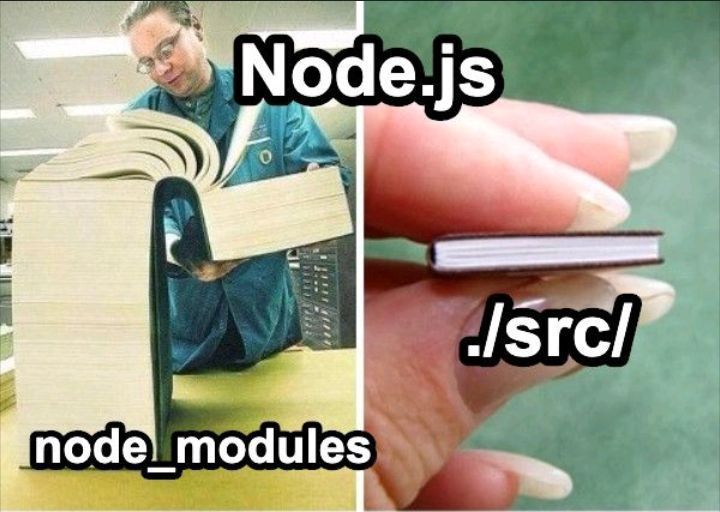 Node.js
./src/
node_modules